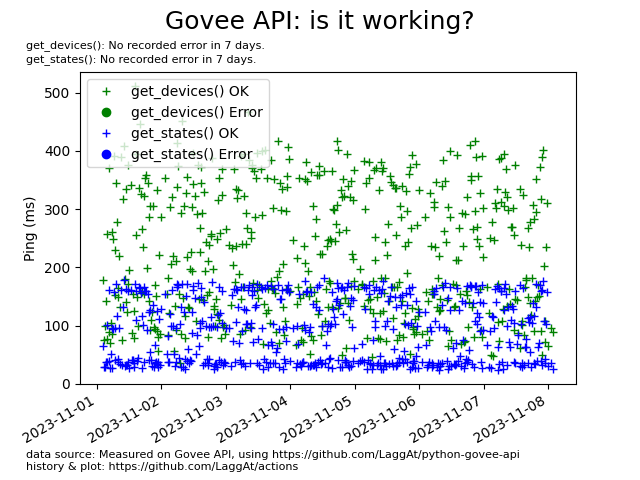 Govee API: is it working?
get_devices(): No recorded error in 7 days.
get_states(): No recorded error in 7 days.
get_devices() OK
get_devices() Error
get_states() OK
get_states() Error
Ping (ms)
500
400
300
200
100
0
2023-11-01
2023-11-02
2023-11-03
2023-11-04
2023-11-05
2023-11-06
2023-11-07
2023-11-08
data source: Measured on Govee API, using https://github.com/LaggAt/python-govee-api
history & plot: https://github.com/LaggAt/actions